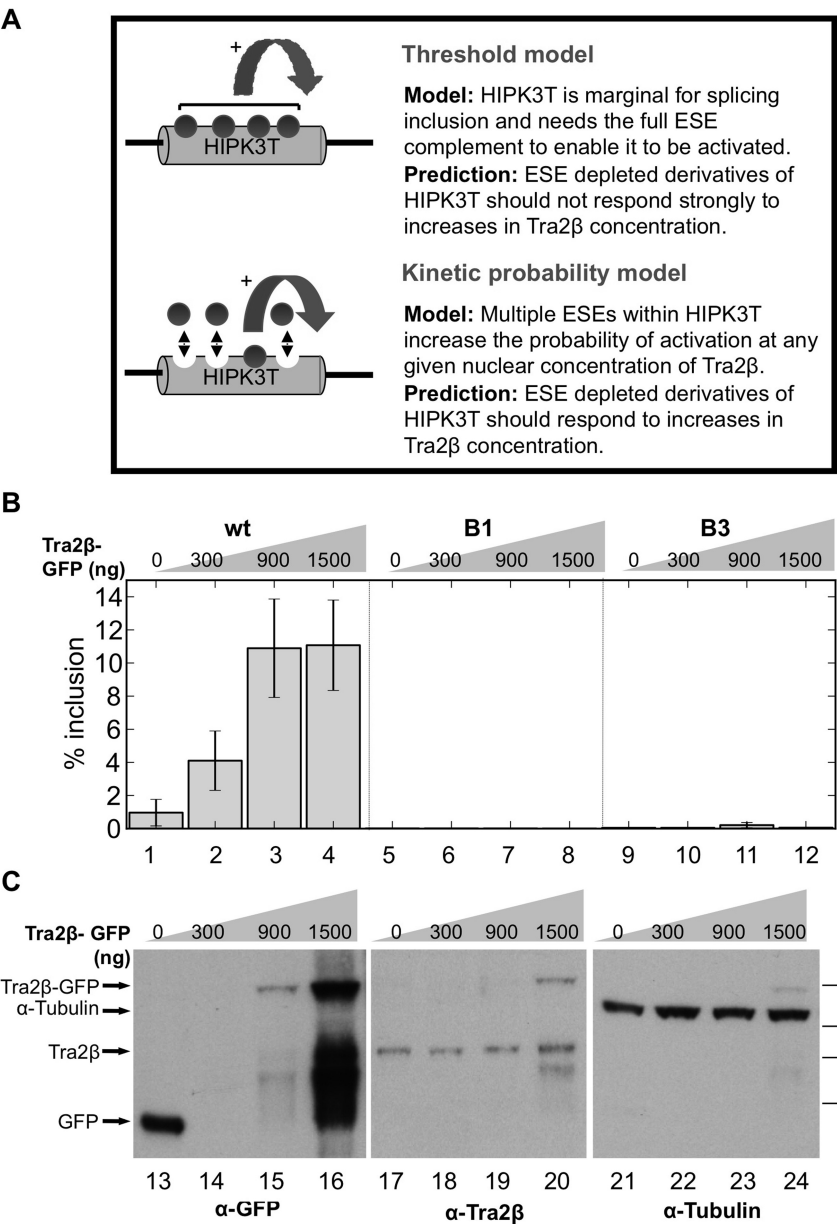 A
+
HIPK3T
Threshold model
Model: HIPK3T is marginal for splicing
inclusion and needs the full ESE
complement to enable it to be activated.
Prediction: ESE depleted derivatives of
HIPK3T should not respond strongly to
increases in Tra2β concentration.
+
HIPK3T
Kinetic probability model
Model: Multiple ESEs within HIPK3T
increase the probability of activation at any
given nuclear concentration of Tra2β.
Prediction: ESE depleted derivatives of
HIPK3T should respond to increases in
Tra2β concentration.
B
wt B1 B3
Tra2β-
GFP (ng)
0 300 900 1500 0 300 900 1500 0 300 900 1500
% inclusion
14
12
10
8
6
4
2
0
1 2 3 4 5 6 7 8 9 10 11 12
C
Tra2β- GFP
(ng)
0 300 900 1500 0 300 900 1500 0 300 900 1500
Tra2β-GFP
α-Tubulin
Tra2β
GFP
13 14 15 16 17 18 19 20 21 22 23 24
α-GFP α-Tra2β α-Tubulin